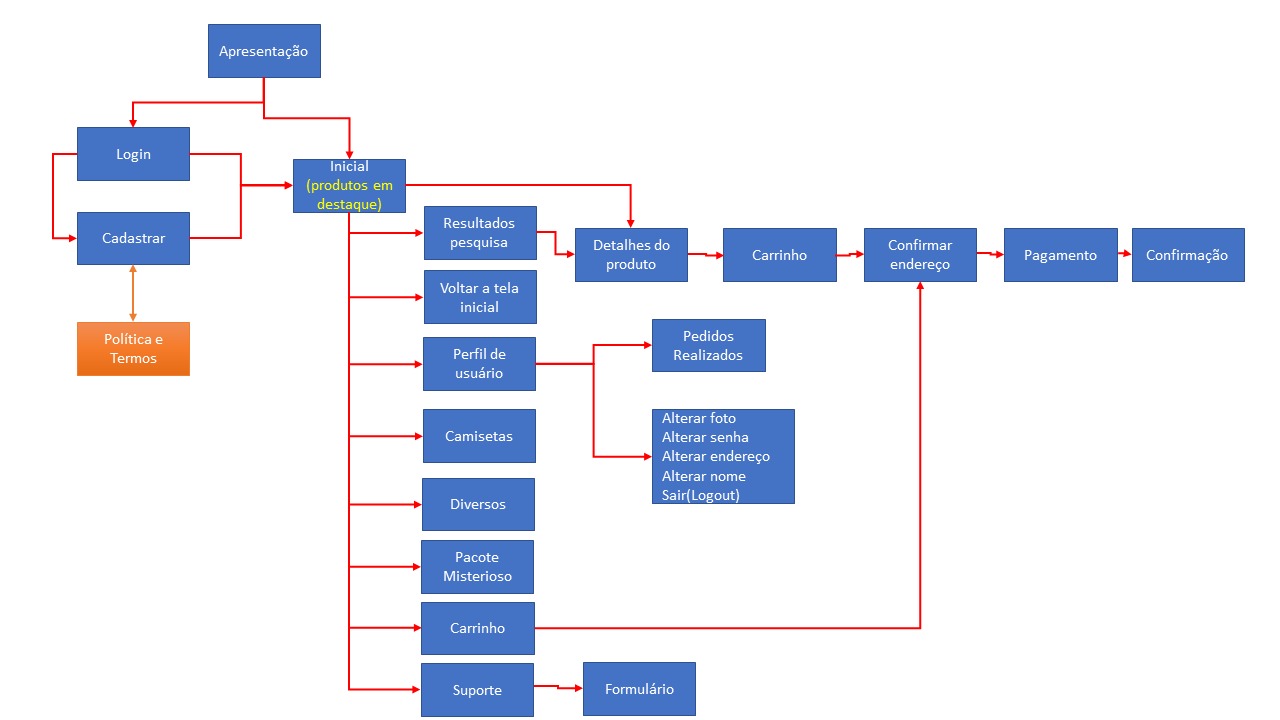 Apresentação
Login
Cadastrar
Política e
Termos
Inicial
(produtos em
destaque)
Resultados
pesquisa
Detalhes do
produto
Carrinho
Confirmar
endereço
Pagamento
Confirmação
Voltar a tela
inicial
Perfil de
usuário
Pedidos
Realizados
Alterar foto
Alterar senha
Alterar endereço
Alterar nome
Sair(Logout)
Camisetas
Diversos
Pacote
Misterioso
Carrinho
Suporte
Formulário